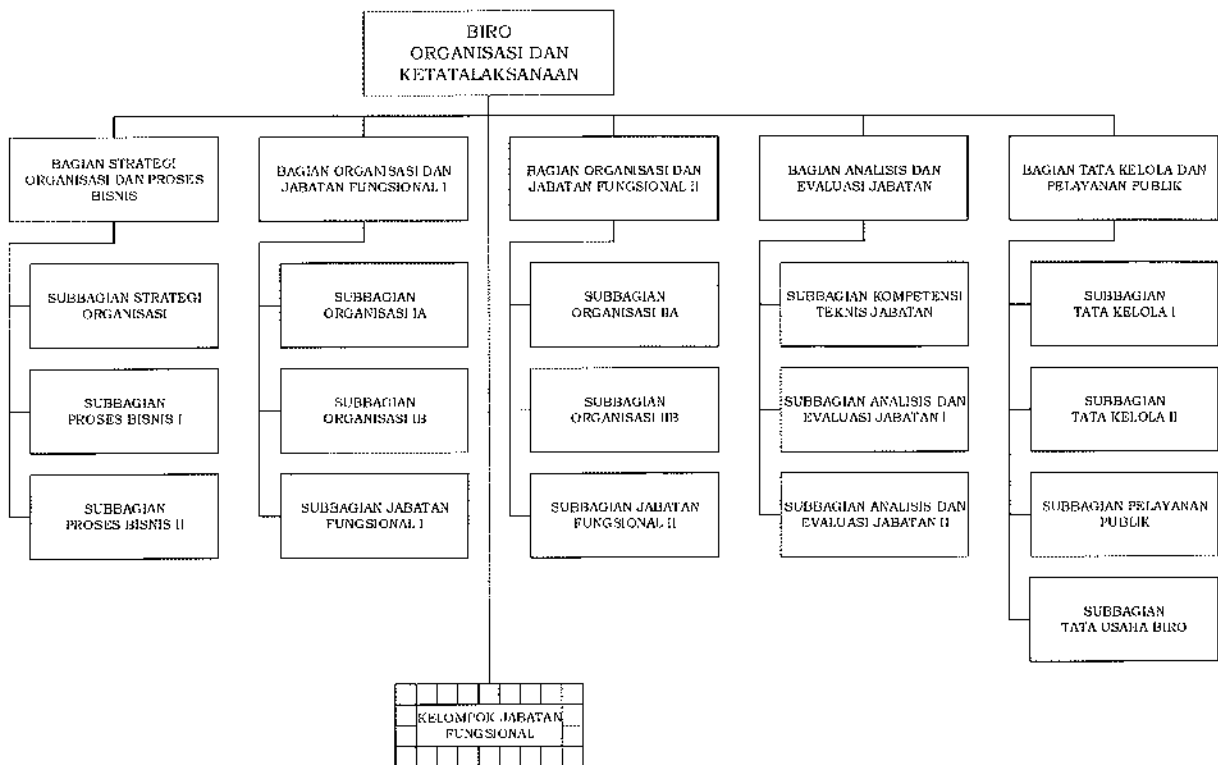 BIRO
ORGANISASI DAN
KETATALAKSANAAN
BAGIAN STRATEGI
ORGANISASI DAN PROSES
BISNIS
BAGIAN ORGANISASI DAN
JABATAN FUNGSIONAL I
BAGIAN ORGANISASI DAN
JABATAN FUNGSIONAL II
BAGIAN ANALISIS DAN
EVALUASI JABATAN
BAGIAN TATA KELOLA DAN
PELAYANAN PUBLIK
SUBBAGIAN STRATEGI
ORGANISASI
SUBBAGIAN
ORGANISASI IA
SUBBAGIAN
ORGANISASI IIA
SUBBAGIAN KOMPETENSI
TEKNIS JABATAN
SUBBAGIAN
TATA KELOLA I
SUBBAGIAN
PROSES BISNIS I
SUBBAGIAN
ORGANISASI IB
SUBBAGIAN
ORGANISASI IIB
SUBBAGIAN ANALISIS DAN
EVALUASI JABATAN I
SUBBAGIAN
TATA KELOLA II
SUBBAGIAN
PROSES BISNIS II
SUBBAGIAN JABATAN
FUNGSIONAL I
SUBBAGIAN JABATAN
FUNGSIONAL II
SUBBAGIAN ANALISIS DAN
EVALUASI JABATAN II
SUBBAGIAN PELAYANAN
PUBLIK
SUBBAGIAN
TATA USAHA BIRO
KELOMPOK JABATAN
FUNGSIONAL